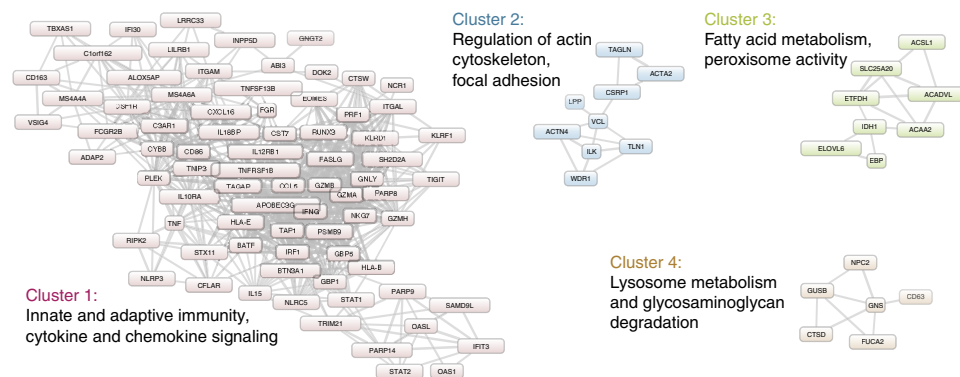 Cluster 1:
Innate and adaptive immunity,
cytokine and chemokine signaling
LRRC33
TBXAS1
IFI30
INPP5D
GNGT2
C1orf162
LILRB1
ABI3
DOK2
CD163
ALOX5AP
ITGAM
CTSW
NCR1
MS4A4A
MS4A6A
TNFSF13B
EOMES
ITGAL
CSF1R
CXCL16
FGR
PRF1
VSIG4
FCGR2B
C3AR1
IL18BP
CST7
RUNX3
KLRD1
KLRF1
ADAP2
CYBB
CD86
IL12RB1
FASLG
SH2D2A
PLEK
TNIP3
TNFRSF1B
GNLY
TIGIT
TAGAP
CCL5
GZMB
GZMA
PARP8
IL10RA
APOBEC3G
IFNG
NKG7
GZMH
TNF
HLA-E
TAP1
PSMB9
RIPK2
STX11
BATF
IRF1
GBP5
HLA-B
NLRP3
CFLAR
BTN3A1
GBP1
IL15
NLRC5
STAT1
PARP9
SAMD9L
TRIM21
OASL
PARP14
IFIT3
STAT2
OAS1
Cluster 2:
Regulation of actin
cytoskeleton,
focal adhesion
TAGLN
ACTA2
CSRP1
LPP
VCL
ACTN4
ILK
TLN1
WDR1
Cluster 3:
Fatty acid metabolism,
peroxisome activity
ACSL1
SLC25A20
ETFDH
ACADVL
IDH1
ACAA2
ELOVL6
EBP
Cluster 4:
Lysosome metabolism
and glycosaminoglycan
degradation
NPC2
GUSB
GNS
CD63
CTSD
FUCA2